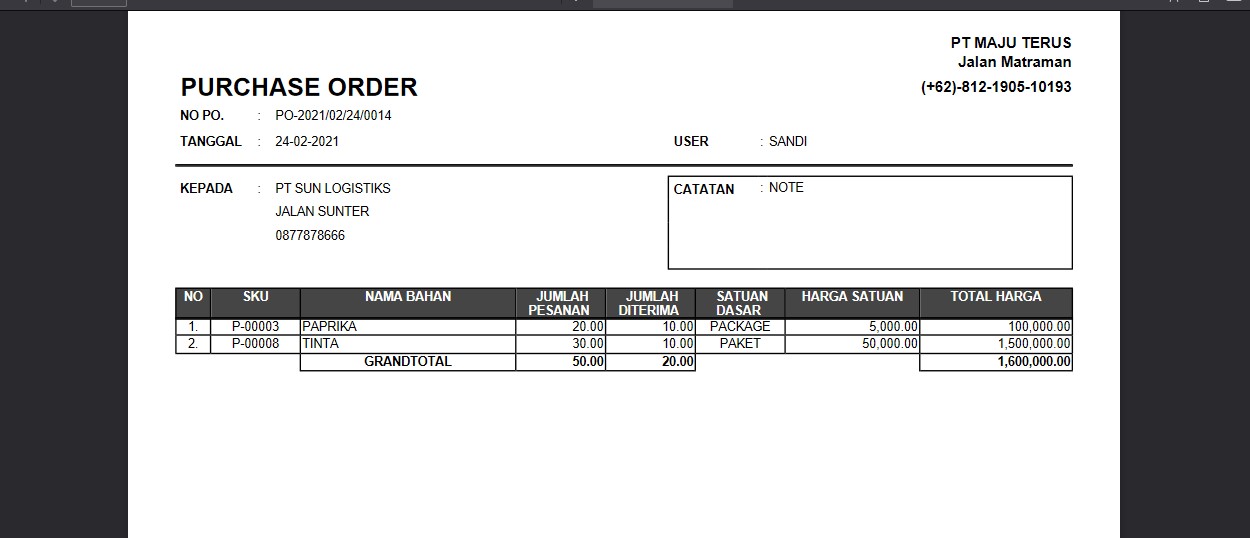 PT MAJU TERUS
Jalan Matraman
PURCHASE ORDER
(+62)-812-1905-10193
NO PO. : PO-2021/02/24/0014
TANGGAL : 24-02-2021 USER : SANDI
KEPADA : PT SUN LOGISTIKS CATATAN : NOTE
JALAN SUNTER
0877878666
NO SKU NAMA BAHAN JUMLAH PESANAN JUMLAH DITERIMA SATUAN DASAR HARGA SATUAN TOTAL HARGA
1. P-00003 PAPRIKA 20.00 10.00 PACKAGE 5,000.00 100,000.00
2. P-00008 TINTA 30.00 10.00 PAKET 50,000.00 1,500,000.00
GRANDTOTAL 50.00 20.00 1,600,000.00